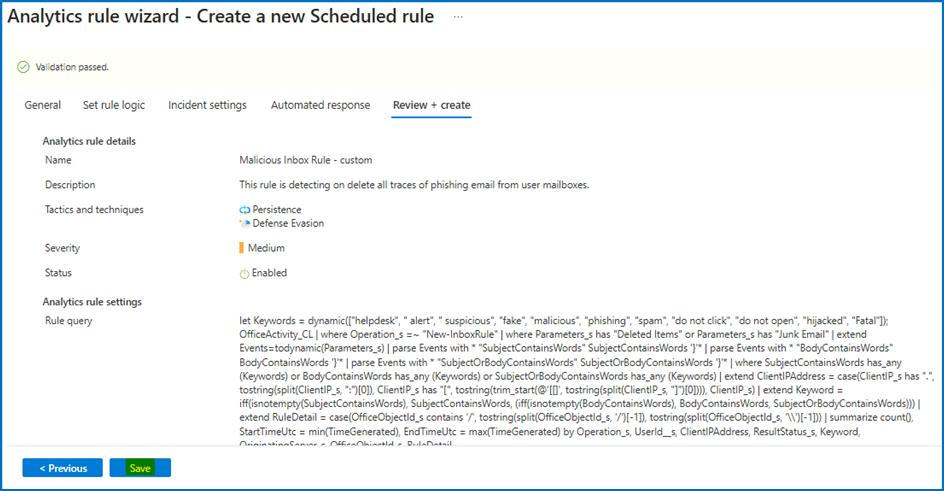 Analytics rule wizard - Create a new Scheduled rule ...
Validation passed.
General Set rule logic Incident settings Automated response Review + create
Analytics rule details
Name Malicious Inbox Rule - custom
Description This rule is detecting on delete all traces of phishing email from user mailboxes.
Tactics and techniques Persistence
Defense Evasion
Severity Medium
Status Enabled
Analytics rule settings
Rule query let Keywords = dynamic(["helpdesk", " alert", " suspicious", "fake", "malicious", "phishing", "spam", "do not click", "do not open", "hijacked", "Fatal"]);
OfficeActivity_CL | where Operation_s =~ "New-InboxRule" | where Parameters_s has "Deleted Items" or Parameters_s has "Junk Email" | extend
Events=todynamic(Parameters_s) | parse Events with * "SubjectContainsWords" SubjectContainsWords '}'* | parse Events with * "BodyContainsWords"
BodyContainsWords '}'* | parse Events with * "SubjectOrBodyContainsWords" SubjectOrBodyContainsWords '}'* | where SubjectContainsWords has_any
(Keywords) or BodyContainsWords has_any (Keywords) or SubjectOrBodyContainsWords has_any (Keywords) | extend ClientIPAddress = case(ClientIP_s has ".",
tostring(split(ClientIP_s, ":")[0]), ClientIP_s has "[", tostring(trim_start(@'[[]', tostring(split(ClientIP_s, "]")[0]))), ClientIP_s) | extend Keyword =
iff(isnotempty(SubjectContainsWords), SubjectContainsWords, (iff(isnotempty(BodyContainsWords), BodyContainsWords, SubjectOrBodyContainsWords))) |
extend RuleDetail = case(OfficeObjectId_s contains '/', tostring(split(OfficeObjectId_s, '/')[-1]), tostring(split(OfficeObjectId_s, '\\')[-1])) | summarize count(),
StartTimeUtc = min(TimeGenerated), EndTimeUtc = max(TimeGenerated) by Operation_s, UserId__s, ClientIPAddress, ResultStatus_s, Keyword,
OriginatingServer_s, OfficeObjectId_s, RuleDetail
< Previous Save